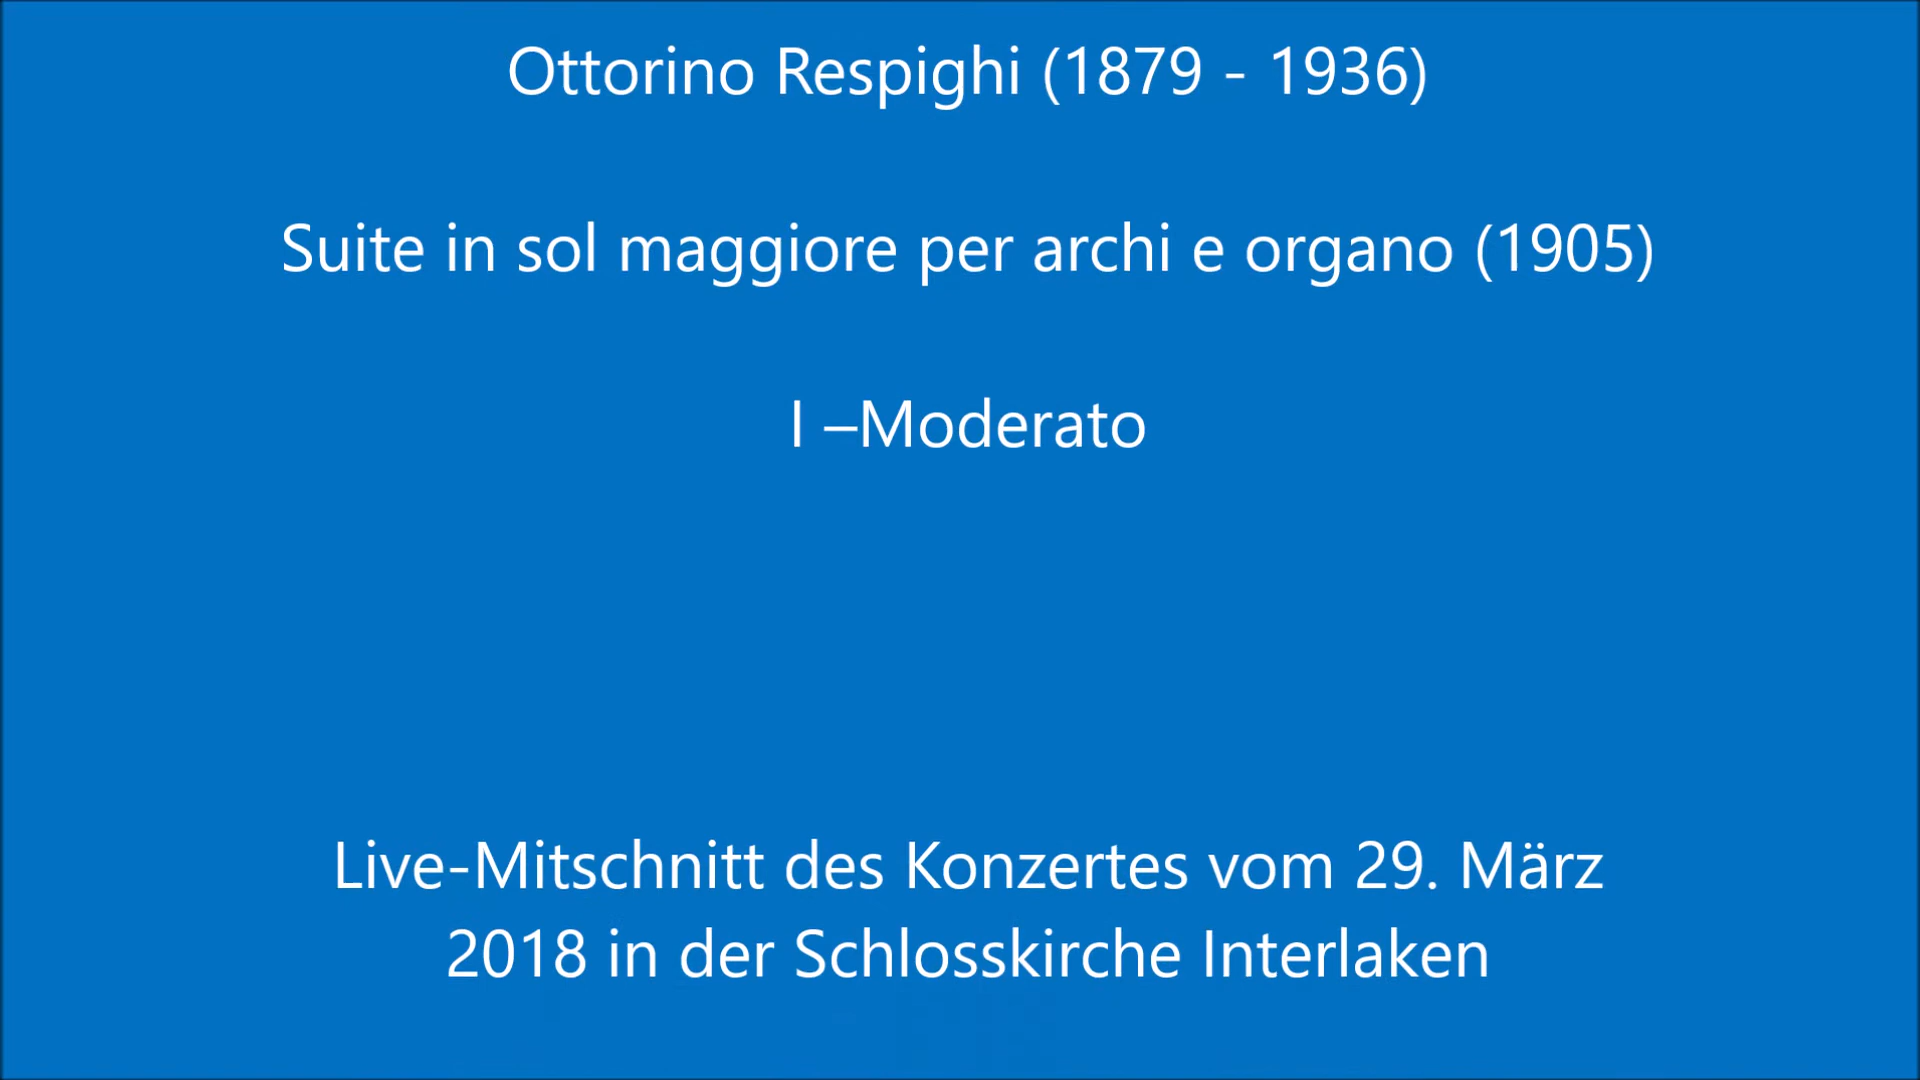 Ottorino Respighi (1879 - 1936)
Suite in sol maggiore per archi e organo (1905)
I –Moderato
Live-Mitschnitt des Konzertes vom 29. März
2018 in der Schlosskirche Interlaken